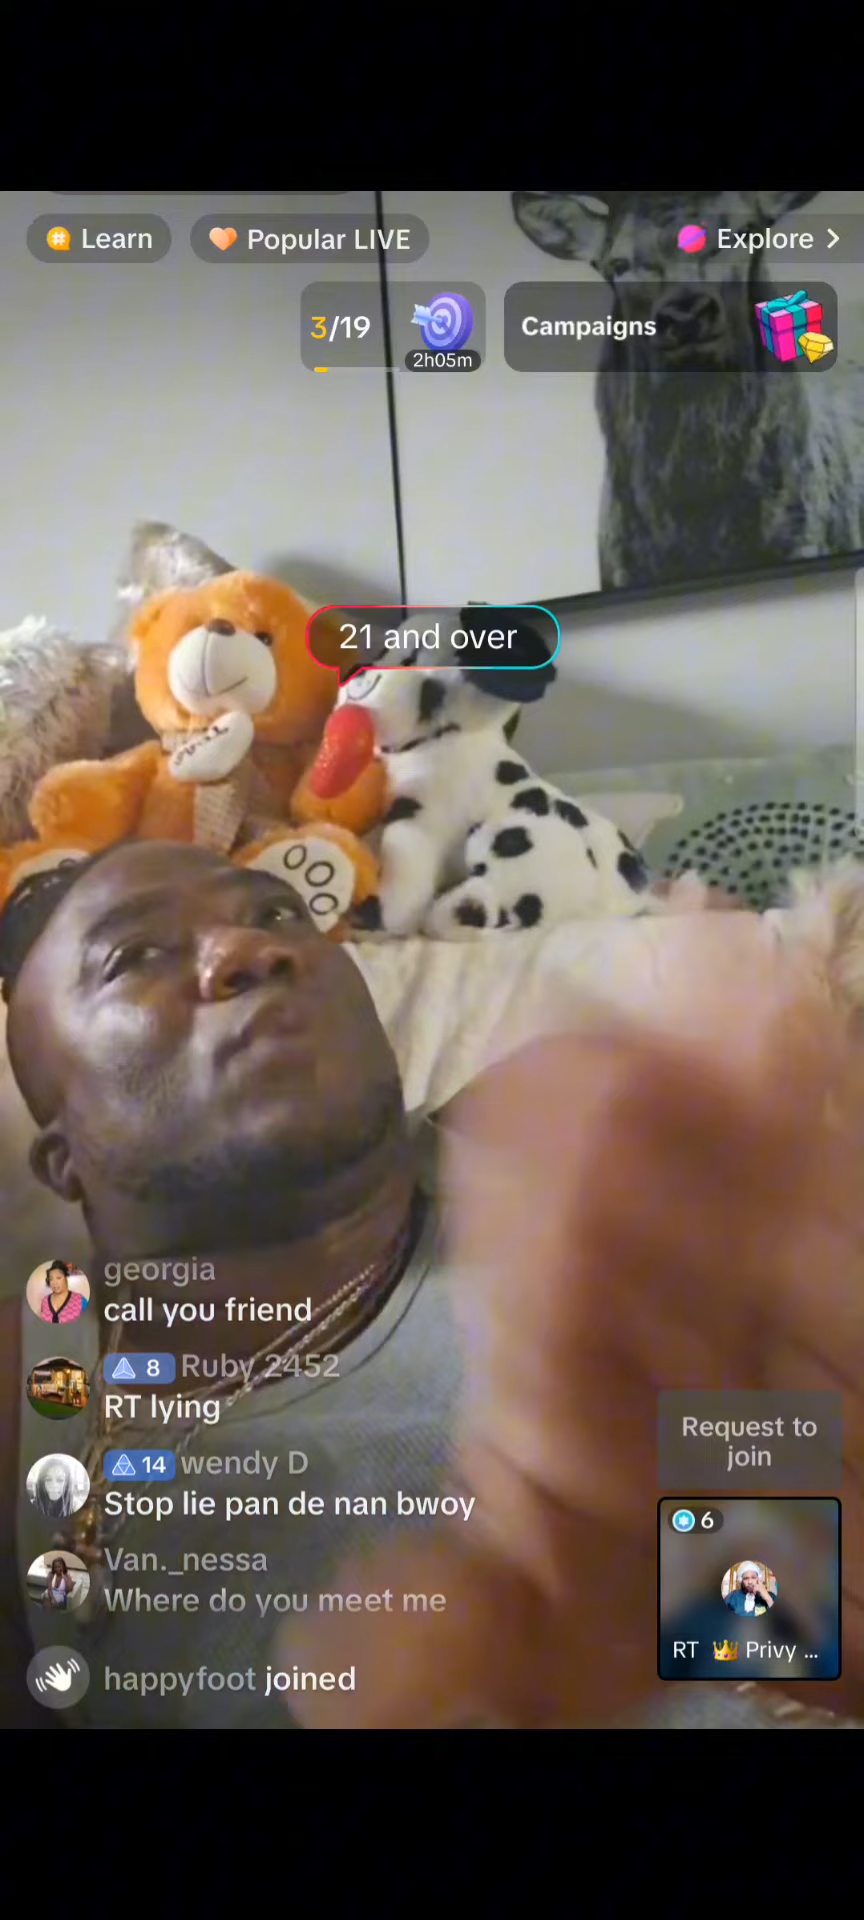 Learn
Popular LIVE
Explore
3/19
2h05m
Campaigns
21 and over
georgia
call you friend
8 Ruby 2452
RT lying
14 wendy D
Stop lie pan de nan bwoy
Van._nessa
Where do you meet me
happyfoot joined
Request to
join
6
RT 👑 Privy ...